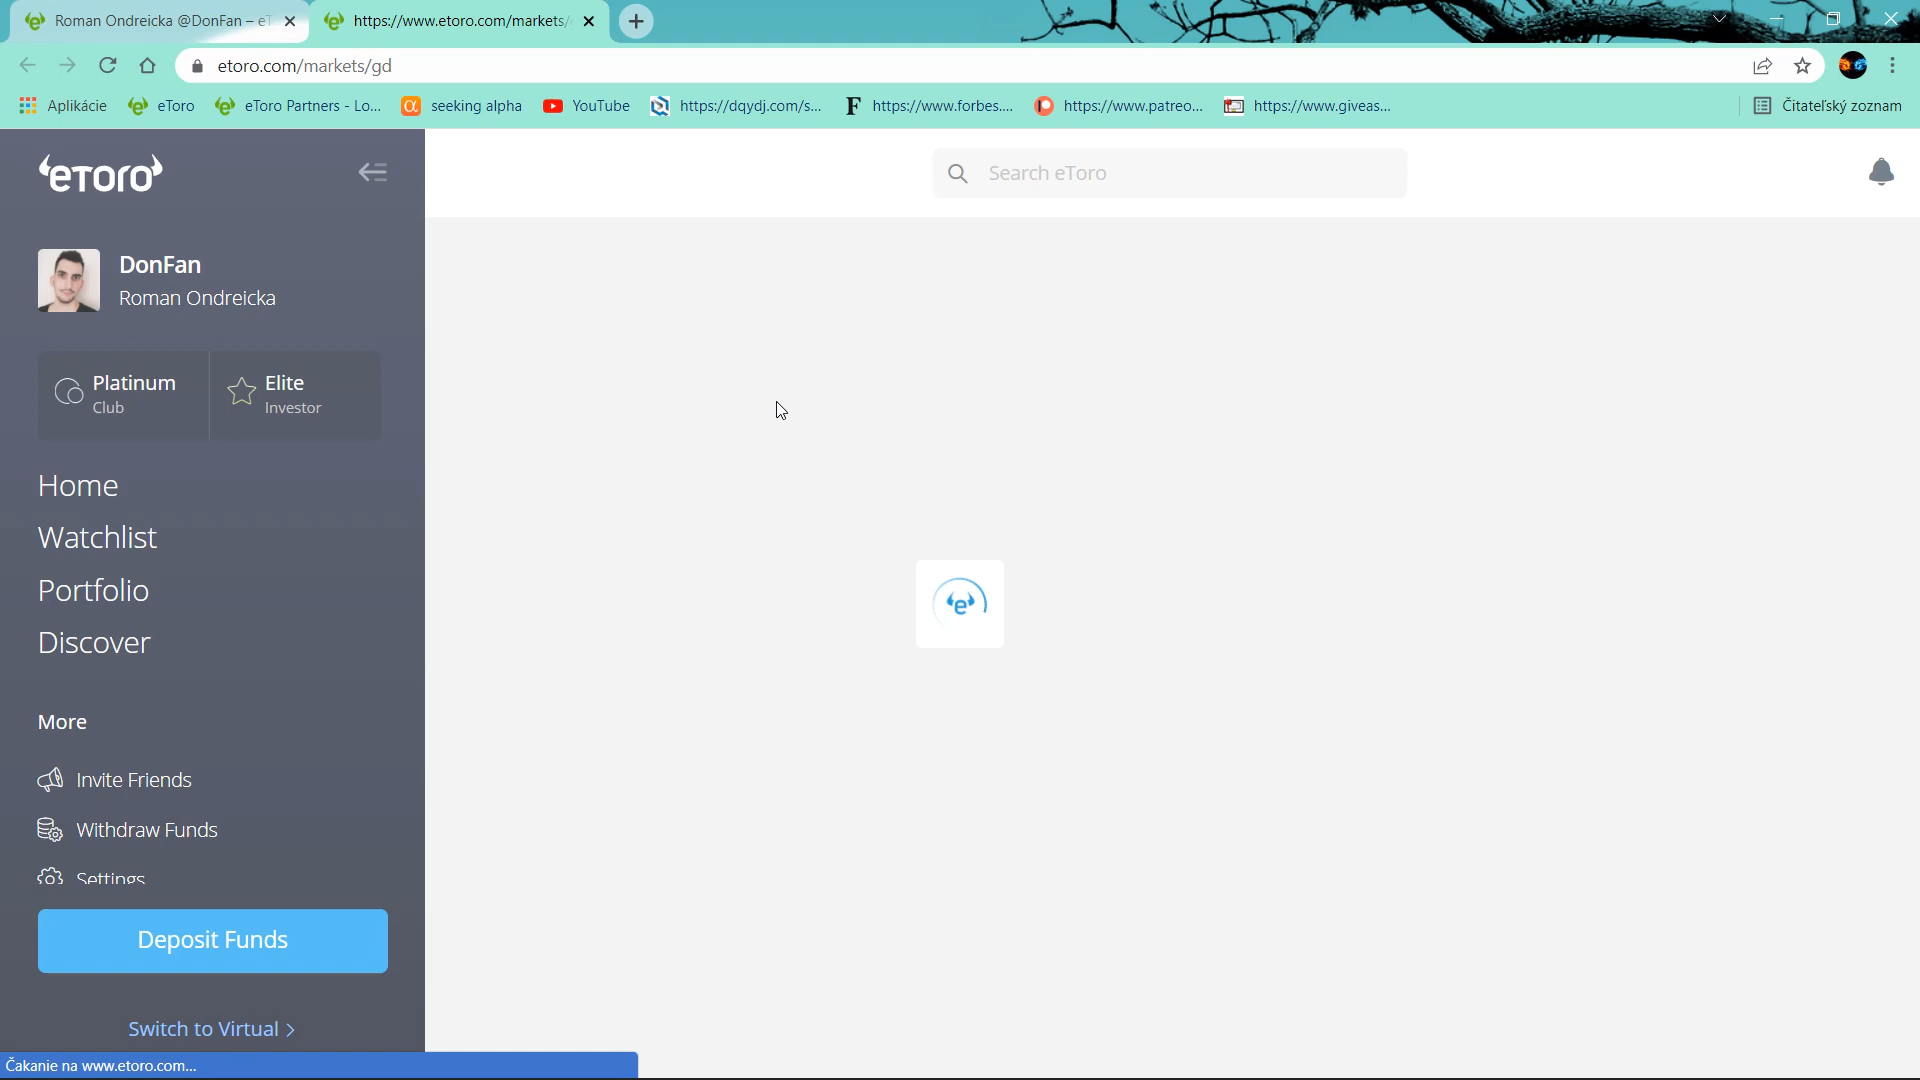 Roman Ondreicka @DonFan – eT
https://www.etoro.com/markets/
etoro.com/markets/gd
Aplikácie
eToro
eToro Partners - Lo...
seeking alpha
YouTube
https://dqydj.com/s...
https://www.forbes....
https://www.patreo...
https://www.giveas...
Čitateľský zoznam
eToro
Search eToro
DonFan
Roman Ondreicka
Platinum
Club
Elite
Investor
Home
Watchlist
Portfolio
Discover
More
Invite Friends
Withdraw Funds
Settings
Deposit Funds
Switch to Virtual >
Čakanie na www.etoro.com...